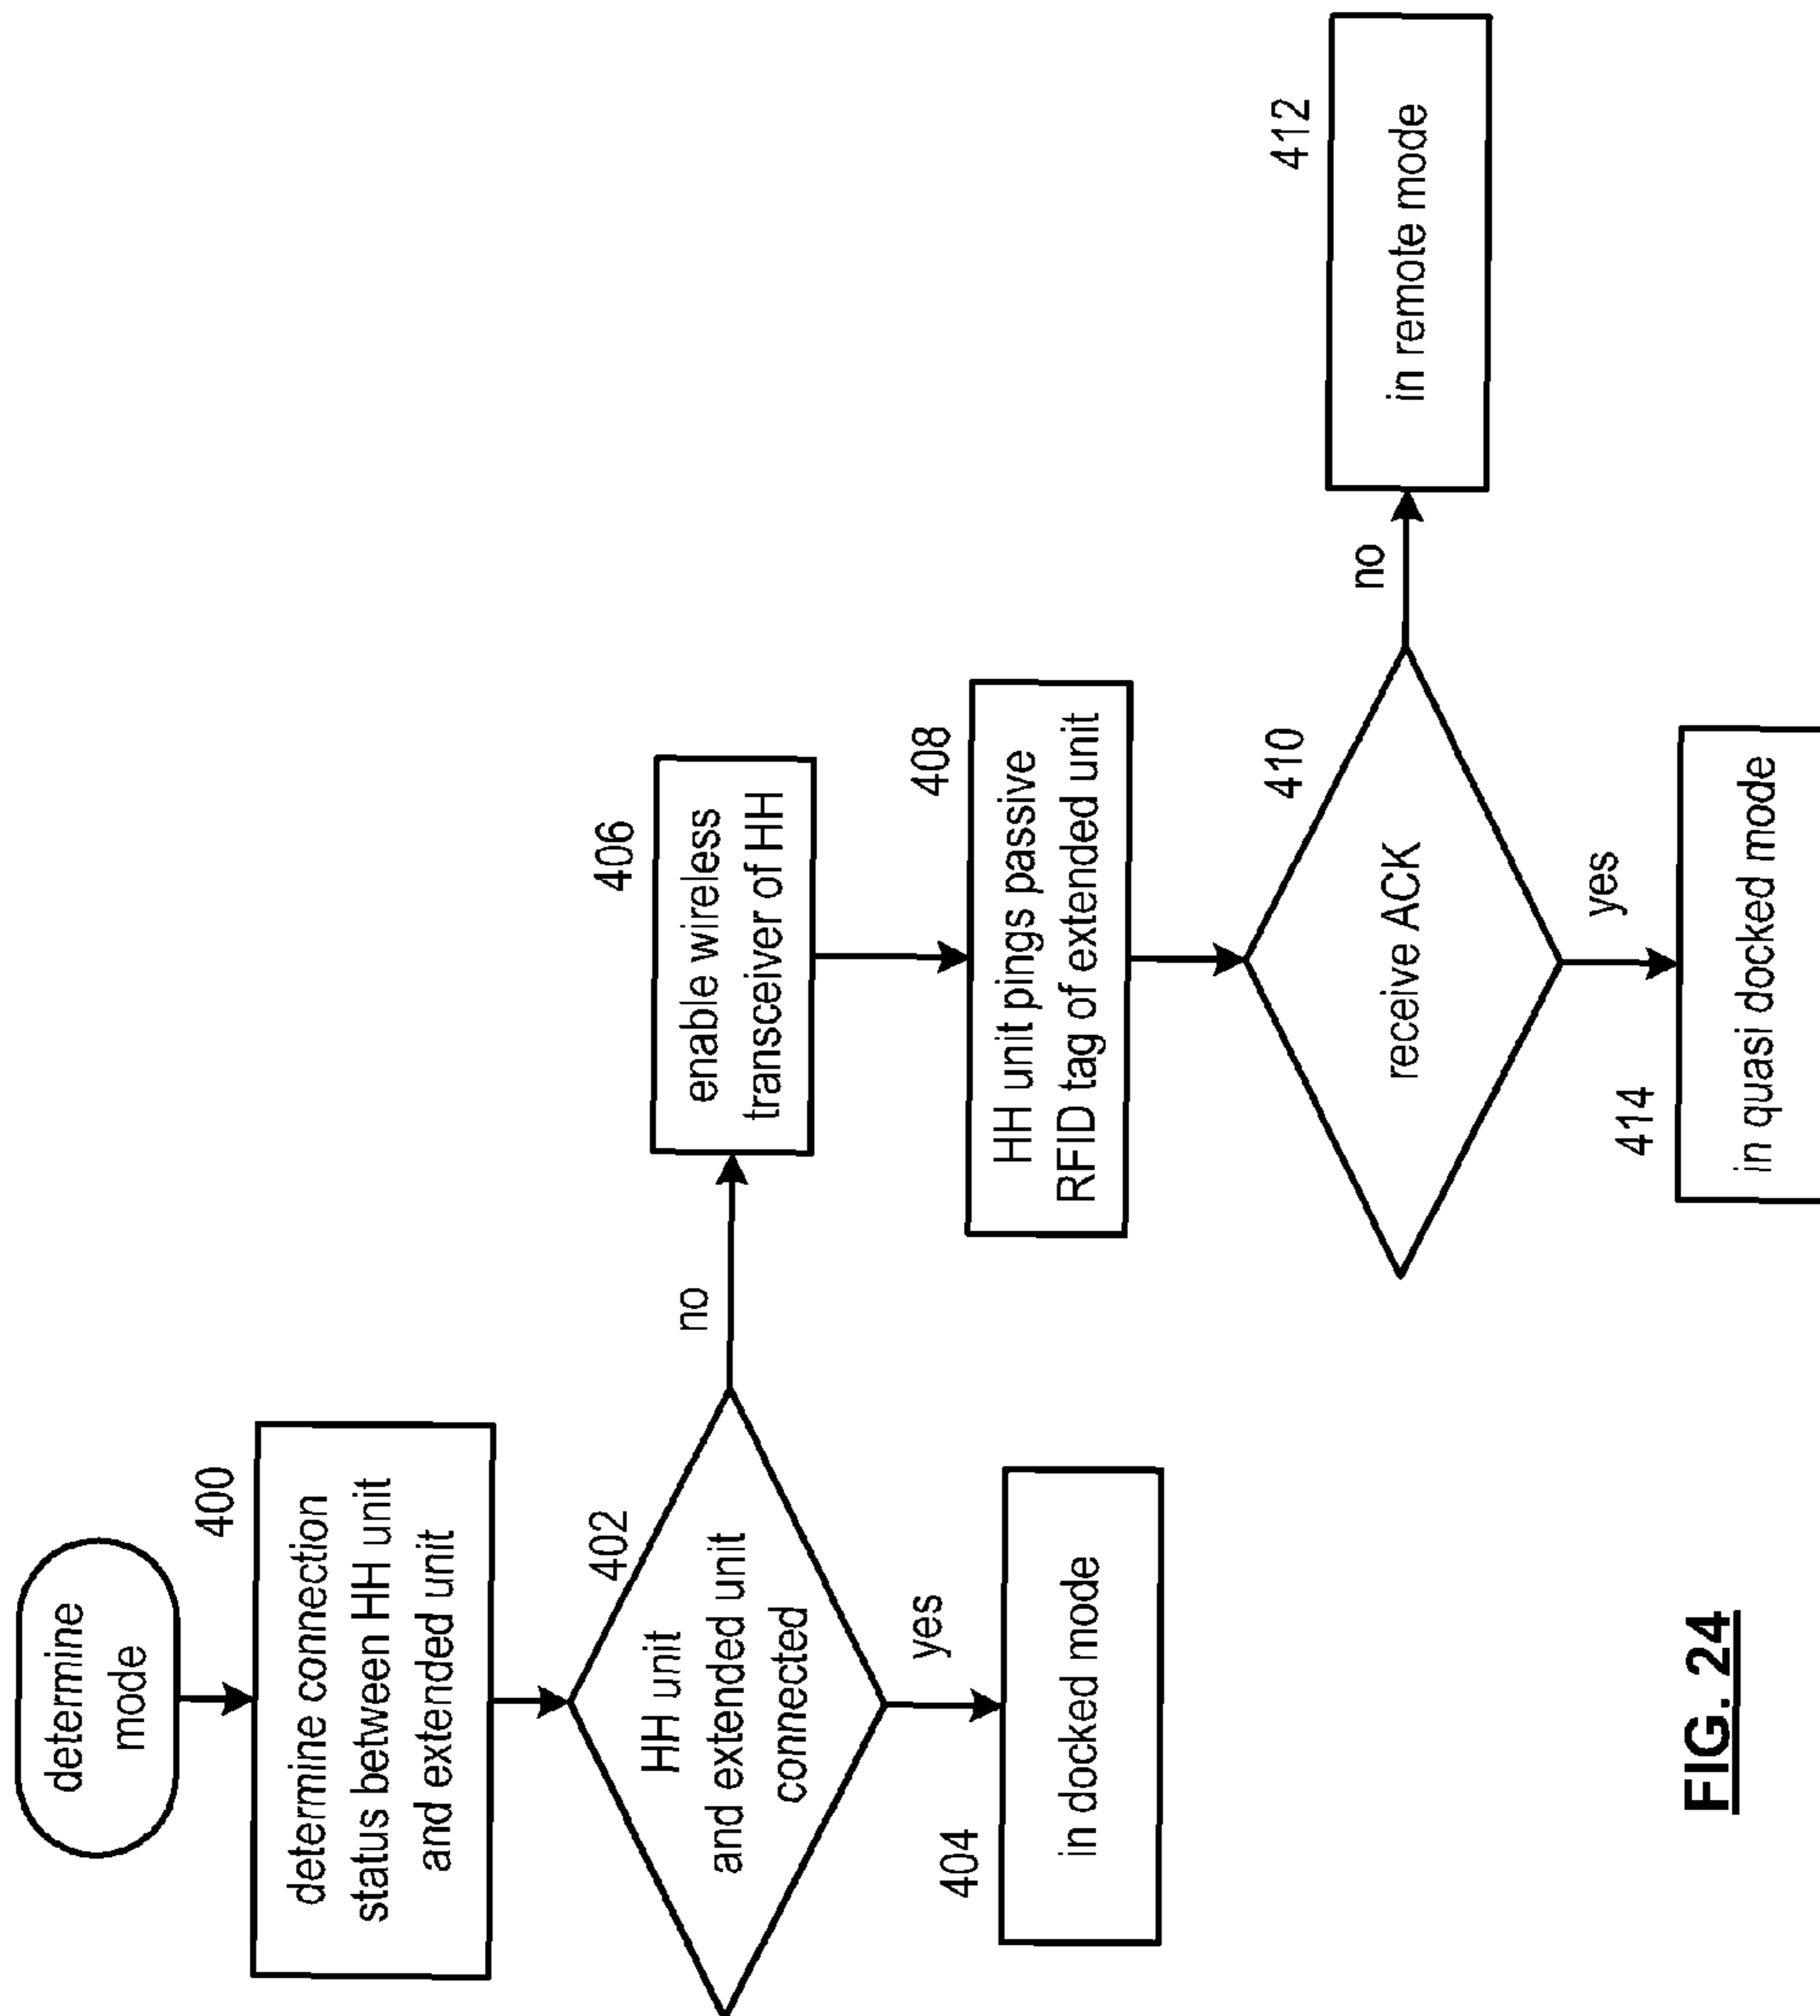 determine
mode
400
determine connection
status between HH unit
and extended unit
402
HH unit
and extended unit
connected
no
yes
404
in docked mode
406
enable wireless
transceiver of HH
408
HH unit pings passive
RFID tag of extended unit
410
receive ACK
no
412
in remote mode
yes
414
in quasi docked mode
FIG. 24